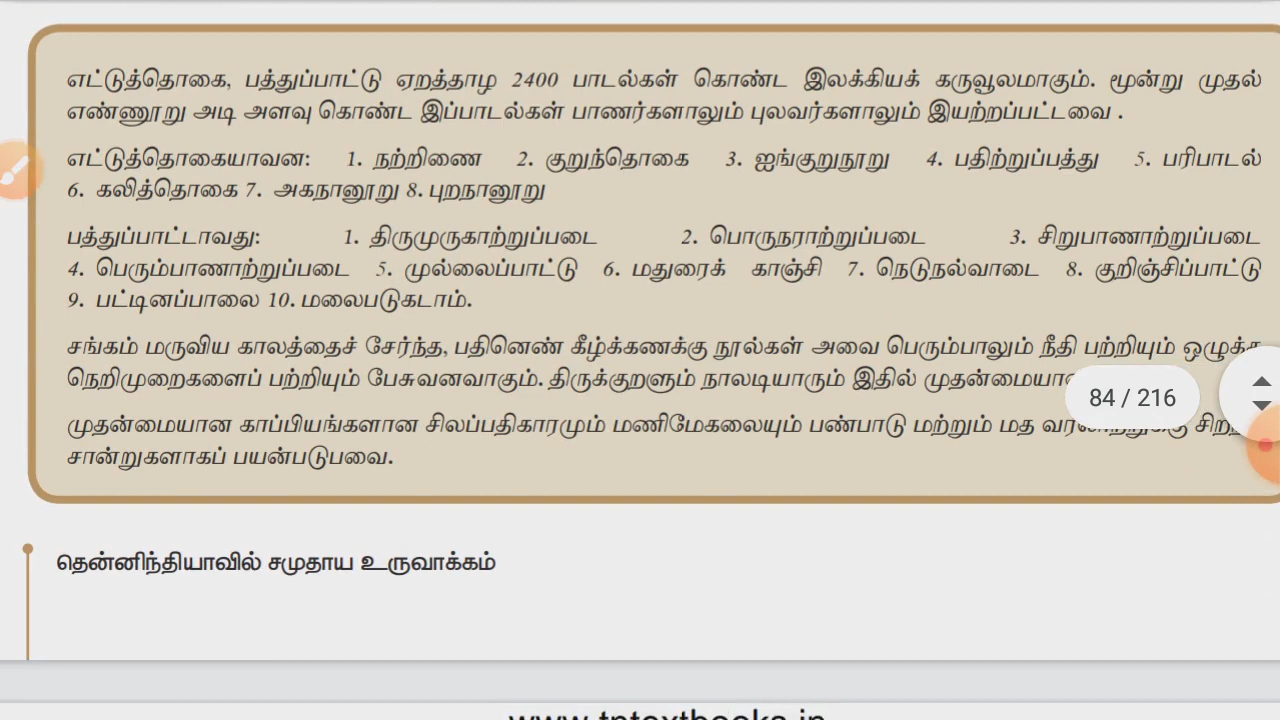 எட்டுத்தொகை, பத்துப்பாட்டு ஏறத்தாழ 2400 பாடல்கள் கொண்ட இலக்கியக் கருவூலமாகும். மூன்று முதல்
எண்ணூறு அடி அளவு கொண்ட இப்பாடல்கள் பாணர்களாலும் புலவர்களாலும் இயற்றப்பட்டவை .
எட்டுத்தொகையாவன: 1. நற்றிணை 2. குறுந்தொகை 3. ஐங்குறுநூறு 4. பதிற்றுப்பத்து 5. பரிபாடல்
6. கலித்தொகை 7. அகநானூறு 8. புறநானூறு
பத்துப்பாட்டாவது: 1. திருமுருகாற்றுப்படை 2. பொருநராற்றுப்படை 3. சிறுபாணாற்றுப்படை
4. பெரும்பாணாற்றுப்படை 5. முல்லைப்பாட்டு 6. மதுரைக் காஞ்சி 7. நெடுநல்வாடை 8. குறிஞ்சிப்பாட்டு
9. பட்டினப்பாலை 10. மலைபடுகடாம்.
சங்கம் மருவிய காலத்தைச் சேர்ந்த, பதினெண் கீழ்க்கணக்கு நூல்கள் அவை பெரும்பாலும் நீதி பற்றியும் ஒழுக்க
நெறிமுறைகளைப் பற்றியும் பேசுவனவாகும். திருக்குறளும் நாலடியாரும் இதில்
84 / 216
முதன்மையான காப்பியங்களான சிலப்பதிகாரமும் மணிமேகலையும் பண்பாடு மற்றும் மத
சான்றுகளாகப் பயன்படுபவை.
தென்னிந்தியாவில் சமுதாய உருவாக்கம்
www.tntextbooks.in